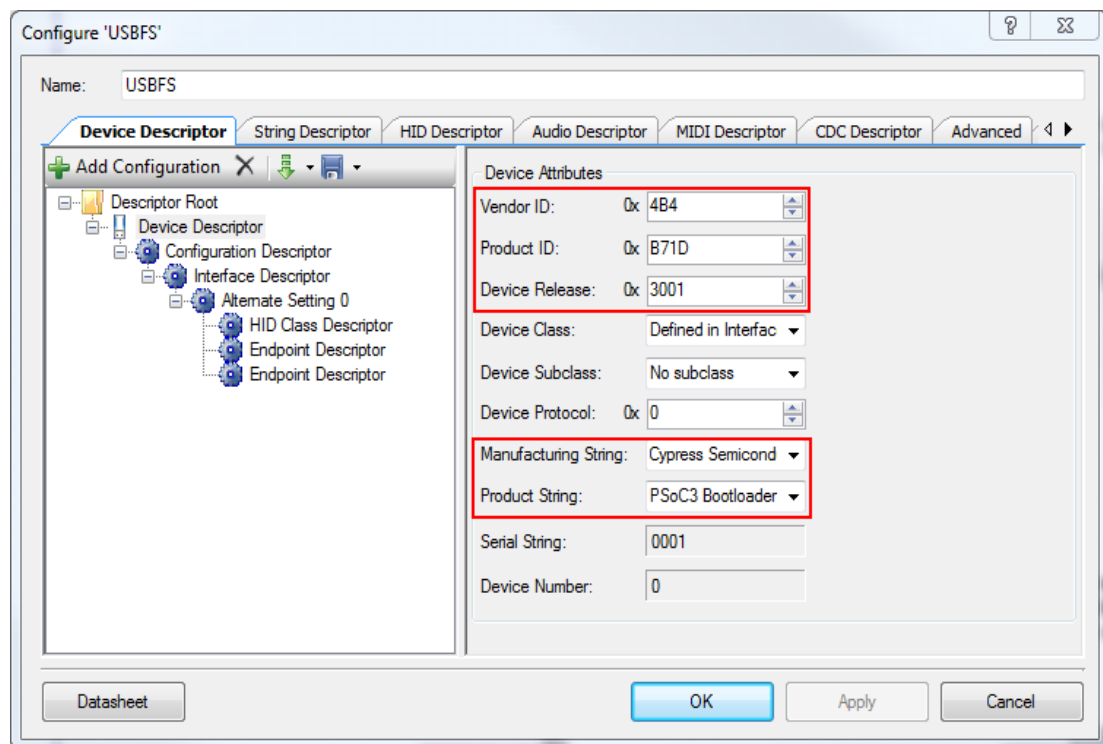 Configure 'USBFS'
Name: USBFS
Device Descriptor String Descriptor HID Descriptor Audio Descriptor MIDI Descriptor CDC Descriptor Advanced
Add Configuration
Descriptor Root
Device Descriptor
Configuration Descriptor
Interface Descriptor
Alternate Setting 0
HID Class Descriptor
Endpoint Descriptor
Endpoint Descriptor
Device Attributes
Vendor ID: 0x 4B4
Product ID: 0x B71D
Device Release: 0x 3001
Device Class: Defined in Interfac
Device Subclass: No subclass
Device Protocol: 0x 0
Manufacturing String: Cypress Semicond
Product String: PSoC3 Bootloader
Serial String: 0001
Device Number: 0
Datasheet OK Apply Cancel